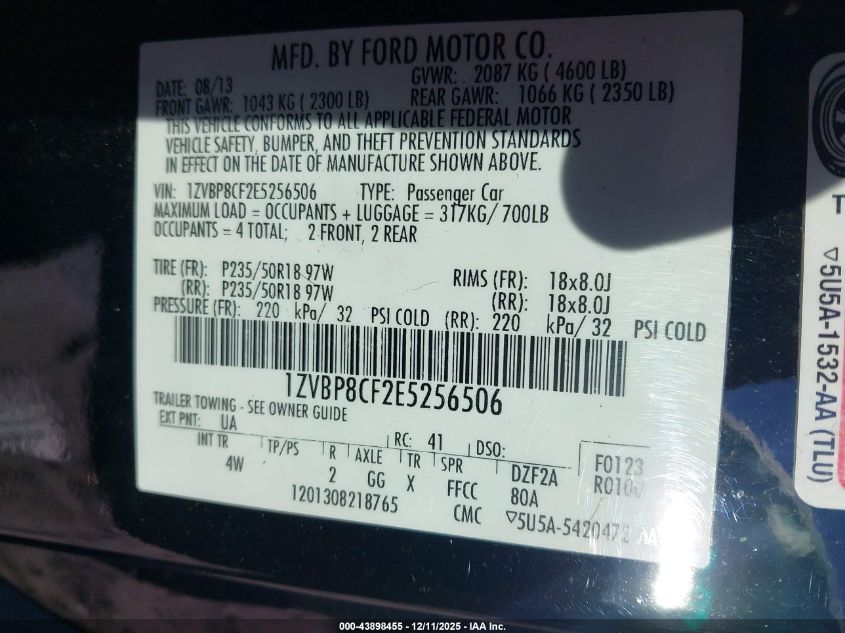 MFD. BY FORD MOTOR CO.
DATE: 08/13 GVWR: 2087 KG ( 4600 LB)
FRONT GAWR: 1043 KG ( 2300 LB) REAR GAWR: 1066 KG ( 2350 LB)
THIS VEHICLE CONFORMS TO ALL APPLICABLE FEDERAL MOTOR
VEHICLE SAFETY, BUMPER, AND THEFT PREVENTION STANDARDS
IN EFFECT ON THE DATE OF MANUFACTURE SHOWN ABOVE.
VIN: 1ZVBP8CF2E5256506 TYPE: Passenger Car
MAXIMUM LOAD = OCCUPANTS + LUGGAGE = 317KG/ 700LB
OCCUPANTS = 4 TOTAL; 2 FRONT, 2 REAR
TIRE (FR): P235/50R18 97W RIMS (FR): 18x8.0J
(RR): P235/50R18 97W (RR): 18x8.0J
PRESSURE (FR): 220 kPa/ 32 PSI COLD (RR): 220 kPa/ 32 PSI COLD
1ZVBP8CF2E5256506
TRAILER TOWING - SEE OWNER GUIDE
EXT PNT: UA RC: 41 DSO:
INT TR TP/PS R AXLE TR SPR DZF2A F0123
4W 2 GG X FFCC 80A R0100
1201308218765 CMC ▽5U5A-5420472-AA
T
▽5U5A-1532-AA (TLU)
000-43898455 - 12/11/2025 - IAA Inc.